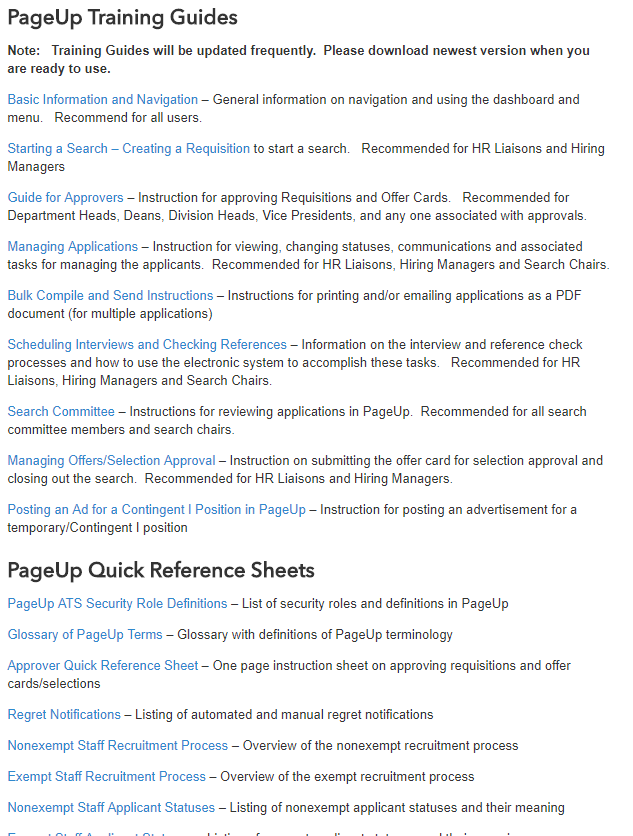 PageUp Training Guides
Note:   Training Guides will be updated frequently.  Please download newest version when you
are ready to use.
Basic Information and Navigation – General information on navigation and using the dashboard and
menu.   Recommend for all users.
Starting a Search – Creating a Requisition to start a search.   Recommended for HR Liaisons and Hiring
Managers
Guide for Approvers – Instruction for approving Requisitions and Offer Cards.   Recommended for
Department Heads, Deans, Division Heads, Vice Presidents, and any one associated with approvals.
Managing Applications – Instruction for viewing, changing statuses, communications and associated
tasks for managing the applicants.  Recommended for HR Liaisons, Hiring Managers and Search Chairs.
Bulk Compile and Send Instructions – Instructions for printing and/or emailing applications as a PDF
document (for multiple applications)
Scheduling Interviews and Checking References – Information on the interview and reference check
processes and how to use the electronic system to accomplish these tasks.   Recommended for HR
Liaisons, Hiring Managers and Search Chairs.
Search Committee – Instructions for reviewing applications in PageUp.  Recommended for all search
committee members and search chairs.
Managing Offers/Selection Approval – Instruction on submitting the offer card for selection approval and
closing out the search.  Recommended for HR Liaisons and Hiring Managers.
Posting an Ad for a Contingent I Position in PageUp – Instruction for posting an advertisement for a
temporary/Contingent I position
PageUp Quick Reference Sheets
PageUp ATS Security Role Definitions – List of security roles and definitions in PageUp
Glossary of PageUp Terms – Glossary with definitions of PageUp terminology
Approver Quick Reference Sheet – One page instruction sheet on approving requisitions and offer
cards/selections
Regret Notifications – Listing of automated and manual regret notifications
Nonexempt Staff Recruitment Process – Overview of the nonexempt recruitment process
Exempt Staff Recruitment Process – Overview of the exempt recruitment process
Nonexempt Staff Applicant Statuses – Listing of nonexempt applicant statuses and their meaning